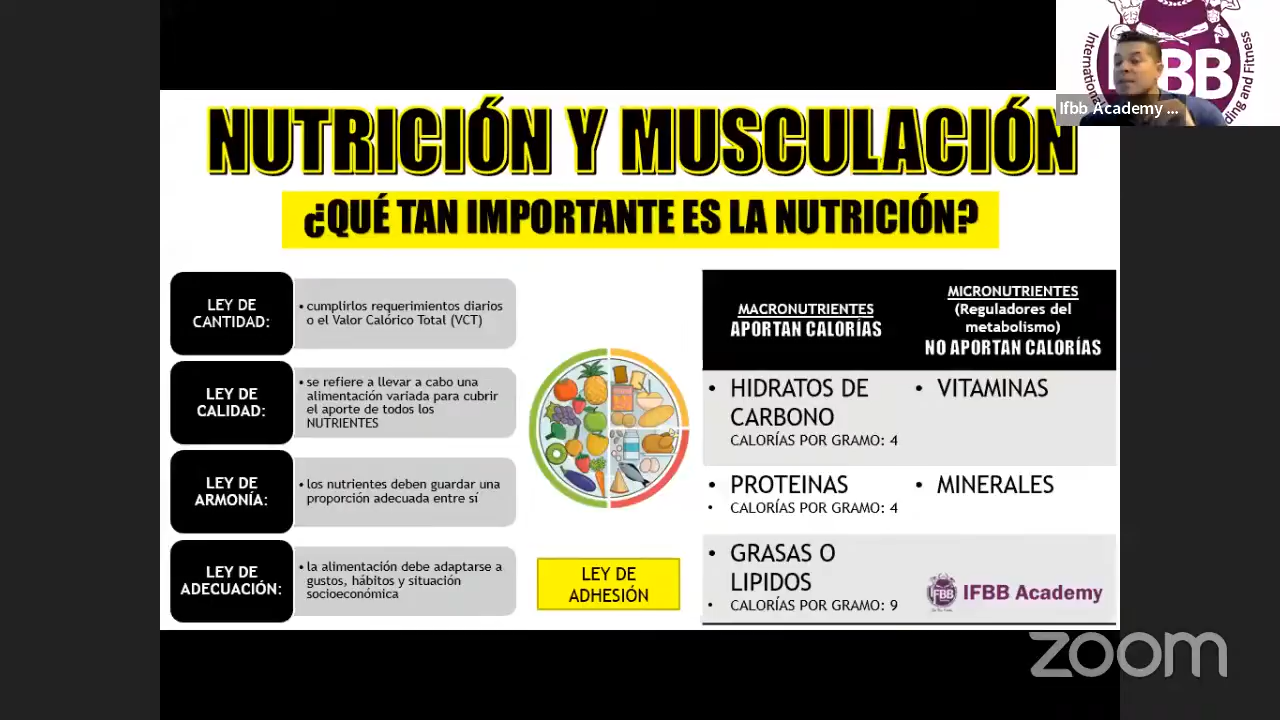 NUTRICIÓN Y MUSCULACIÓN
¿QUÉ TAN IMPORTANTE ES LA NUTRICIÓN?
LEY DE
CANTIDAD:
• cumplirlos requerimientos diarios
o el Valor Calórico Total (VCT)
LEY DE
CALIDAD:
• se refiere a llevar a cabo una
alimentación variada para cubrir
el aporte de todos los
NUTRIENTES
LEY DE
ARMONÍA:
• los nutrientes deben guardar una
proporción adecuada entre sí
LEY DE
ADECUACIÓN:
• la alimentación debe adaptarse a
gustos, hábitos y situación
socioeconómica
LEY DE
ADHESIÓN
MACRONUTRIENTES
APORTAN CALORÍAS
MICRONUTRIENTES
(Reguladores del
metabolismo)
NO APORTAN CALORÍAS
• HIDRATOS DE
CARBONO
CALORÍAS POR GRAMO: 4
• VITAMINAS
• PROTEINAS
• CALORÍAS POR GRAMO: 4
• MINERALES
• GRASAS O
LIPIDOS
• CALORÍAS POR GRAMO: 9
IFBB Academy
International
BB
ding and Fitness
Ifbb Academy ...
zoom